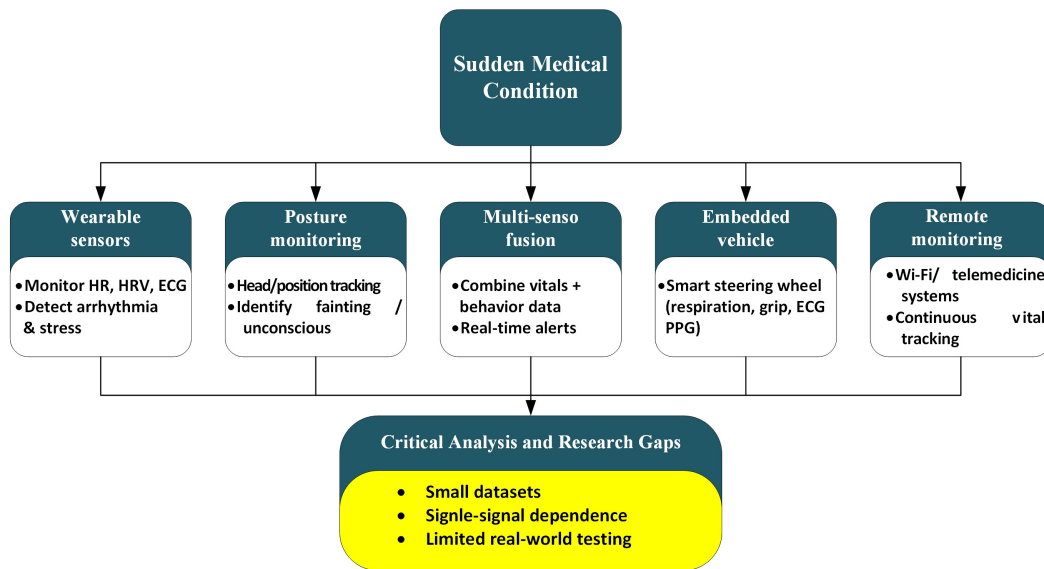 Sudden Medical
Condition
Wearable
sensors
• Monitor HR, HRV, ECG
• Detect arrhythmia
& stress
Posture
monitoring
• Head/position tracking
• Identify fainting /
unconscious
Multi-senso
fusion
• Combine vitals +
behavior data
• Real-time alerts
Embedded
vehicle
• Smart steering wheel
(respiration, grip, ECG
PPG)
Remote
monitoring
• Wi-Fi/ telemedicine
systems
• Continuous vital
tracking
Critical Analysis and Research Gaps
• Small datasets
• Signle-signal dependence
• Limited real-world testing